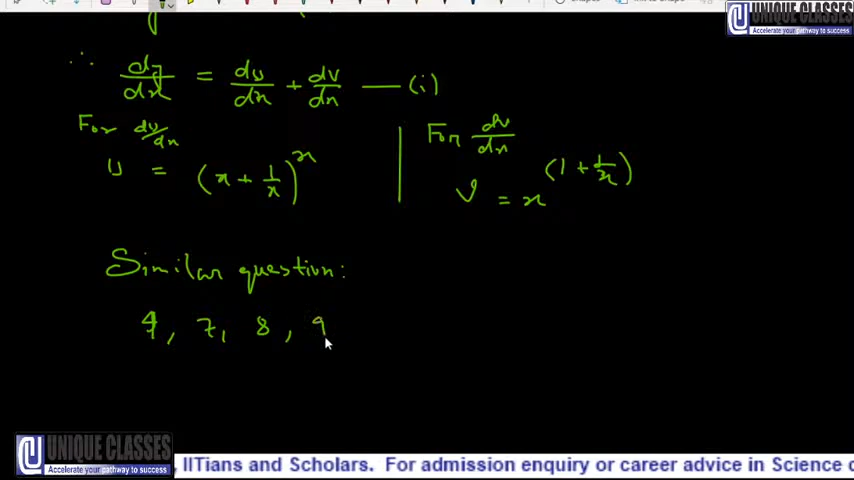 UNIQUE CLASSES
Accelerate your pathway to success
∴ dy/dx = du/dx + dv/dx — (i)
For du/dx
u = (x + 1/x)^x
For dv/dx
v = x^(1 + 1/x)
Similar question:
4, 7, 8, 9
UNIQUE CLASSES
Accelerate your pathway to success
, IITians and Scholars. For admission enquiry or career advice in Science